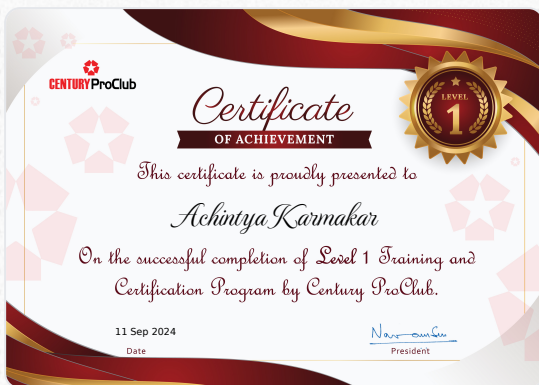 CENTURY ProClub
LEVEL
1
Certificate
OF ACHIEVEMENT
This certificate is proudly presented to
Achintya Karmakar
On the successful completion of Level 1 Training and
Certification Program by Century ProClub.
11 Sep 2024
Date
President